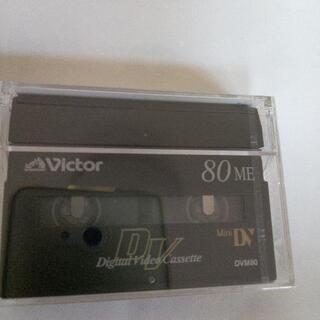 Victor
80 ME
Mini DV
DV
Digital Video Cassette
DVM80